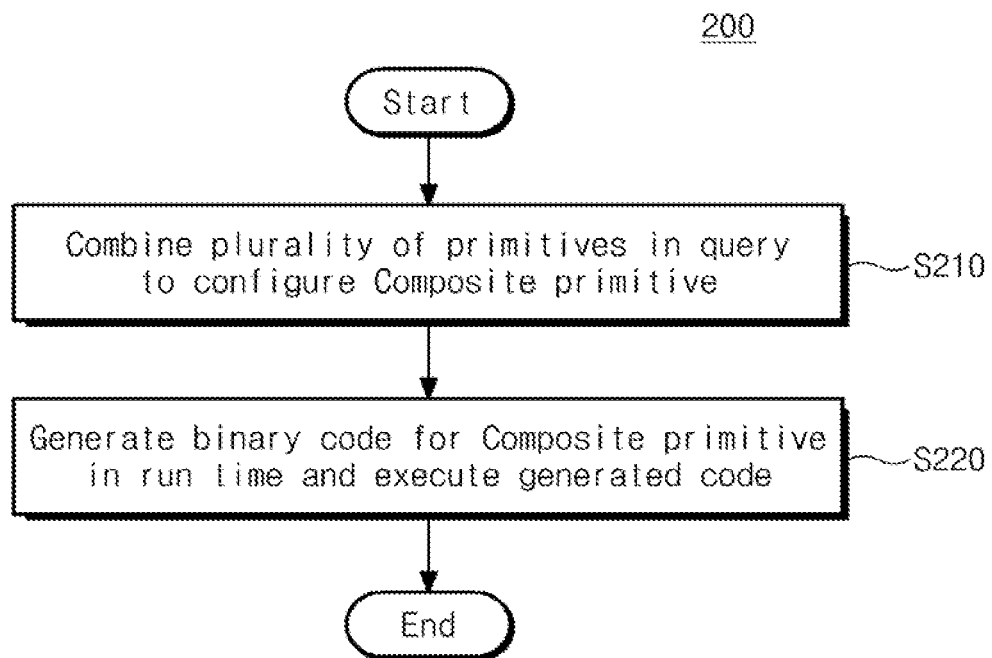 200
Start
Combine plurality of primitives in query
to configure Composite primitive
S210
Generate binary code for Composite primitive
in run time and execute generated code
S220
End